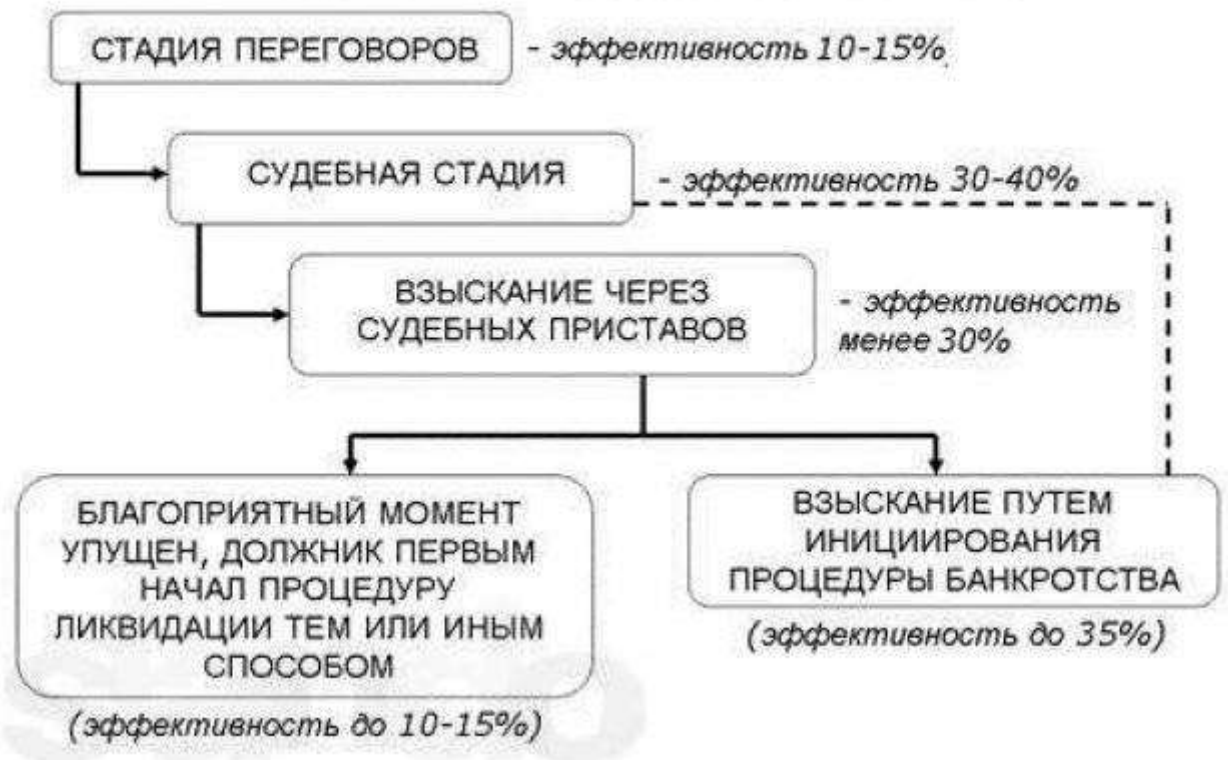 СТАДИЯ ПЕРЕГОВОРОВ
- эффективность 10-15%
СУДЕБНАЯ СТАДИЯ
- эффективность 30-40%
ВЗЫСКАНИЕ ЧЕРЕЗ
СУДЕБНЫХ ПРИСТАВОВ
- эффективность
менее 30%
БЛАГОПРИЯТНЫЙ МОМЕНТ
УПУЩЕН, ДОЛЖНИК ПЕРВЫМ
НАЧАЛ ПРОЦЕДУРУ
ЛИКВИДАЦИИ ТЕМ ИЛИ ИНЫМ
СПОСОБОМ
(эффективность до 10-15%)
ВЗЫСКАНИЕ ПУТЕМ
ИНИЦИИРОВАНИЯ
ПРОЦЕДУРЫ БАНКРОТСТВА
(эффективность до 35%)